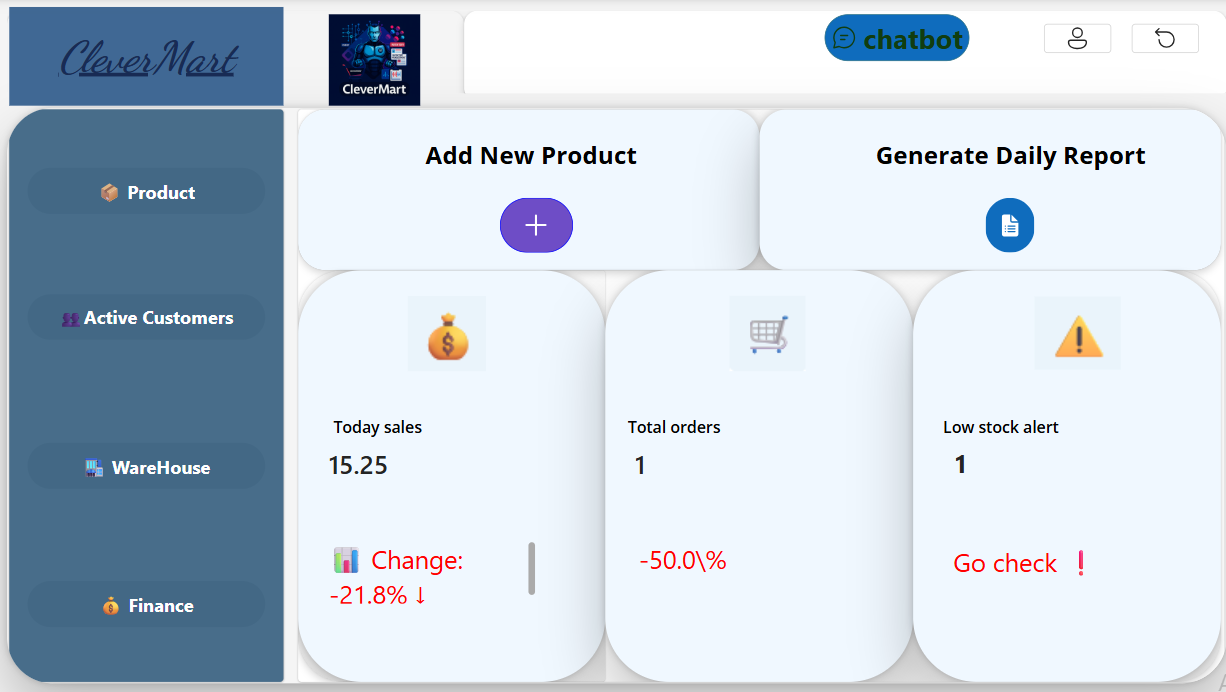 CleverMart
CleverMart
chatbot
Product
Active Customers
WareHouse
Finance
Add New Product
Generate Daily Report
Today sales
15.25
📊 Change:
-21.8% ↓
Total orders
1
-50.0\%
Low stock alert
1
Go check ❗